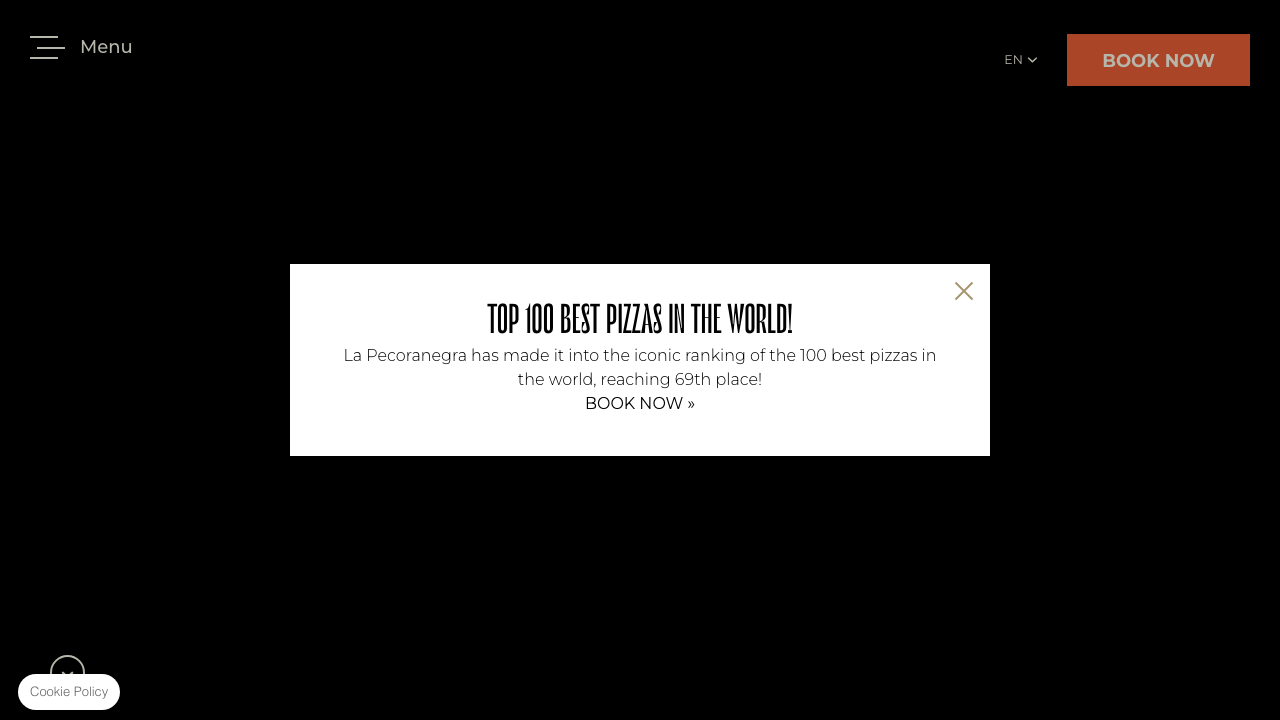 Menu
EN
BOOK NOW
TOP 100 BEST PIZZAS IN THE WORLD!
La Pecoranegra has made it into the iconic ranking of the 100 best pizzas in
the world, reaching 69th place!
BOOK NOW »
Cookie Policy